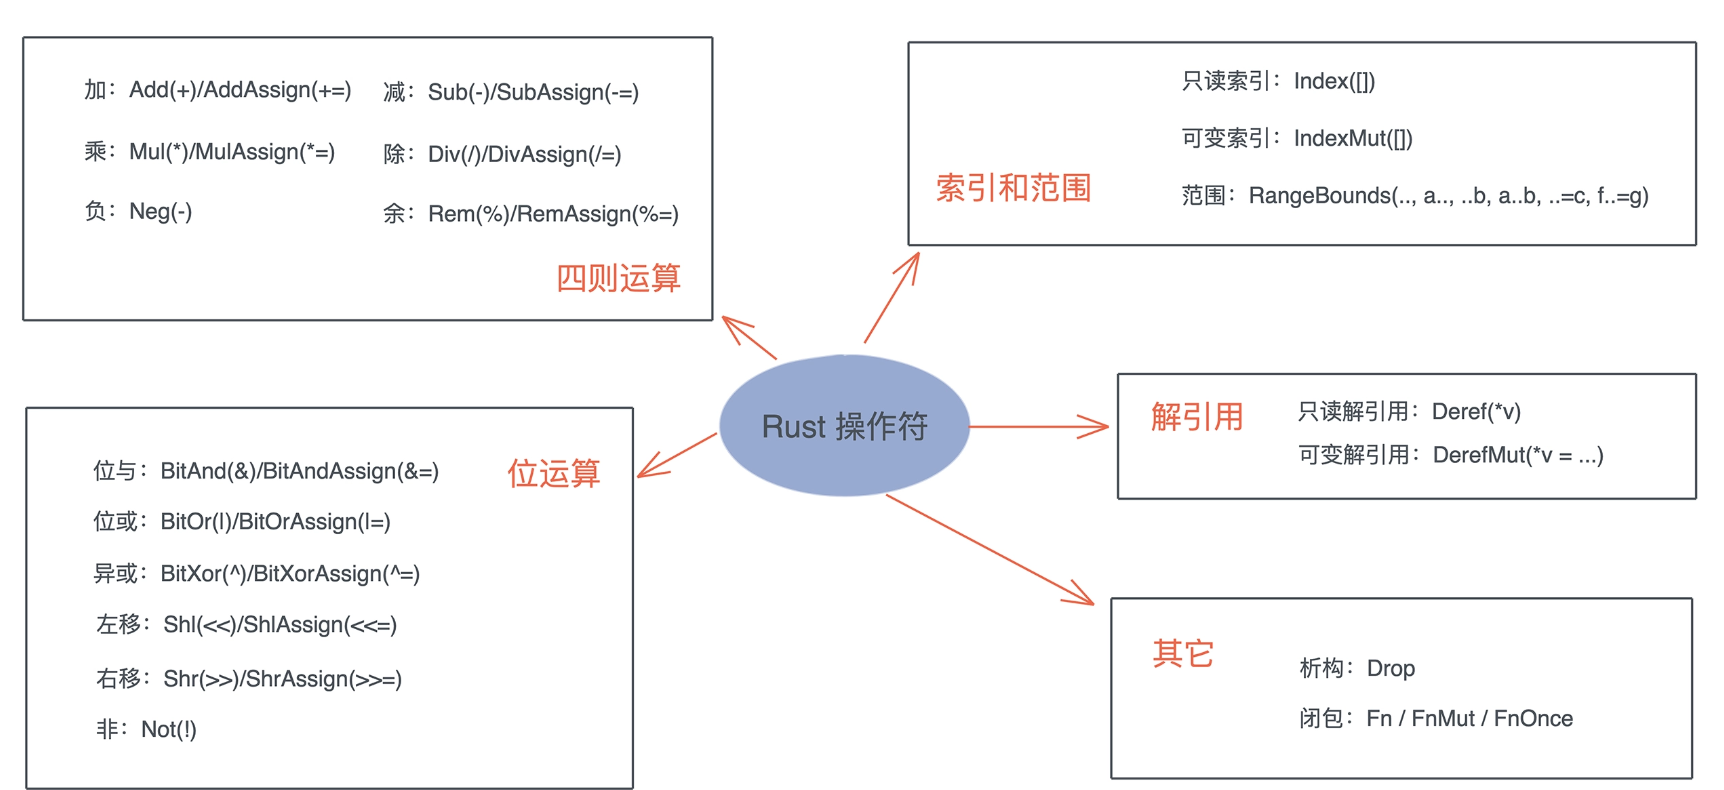 加：Add(+)/AddAssign(+=)
减：Sub(-)/SubAssign(-=)
乘：Mul(*)/MulAssign(*=)
除：Div(/)/DivAssign(/=)
负：Neg(-)
余：Rem(%)/RemAssign(%=)
四则运算
索引和范围
只读索引：Index([])
可变索引：IndexMut([])
范围：RangeBounds(.., a.., ..b, a..b, ..=c, f..=g)
Rust 操作符
解引用
只读解引用：Deref(*v)
可变解引用：DerefMut(*v = ...)
位运算
位与：BitAnd(&)/BitAndAssign(&=)
位或：BitOr(|)/BitOrAssign(|=)
异或：BitXor(^)/BitXorAssign(^=)
左移：Shl(<<)/ShlAssign(<<=)
右移：Shr(>>)/ShrAssign(>>=)
非：Not(!)
其它
析构：Drop
闭包：Fn / FnMut / FnOnce